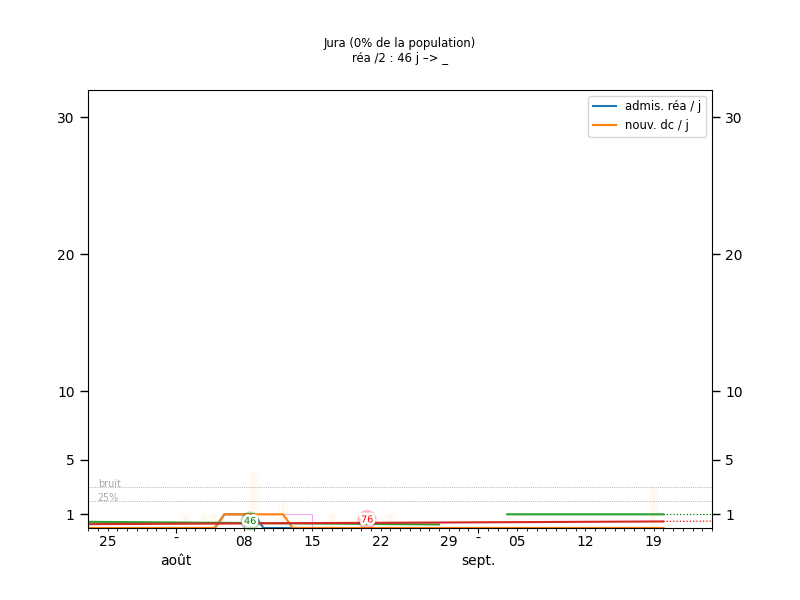 Jura (0% de la population)
réa /2 : 46 j –> _
admis. réa / j
nouv. dc / j
30 30
20 20
10 10
5 5
bruit
25%
1 46 76 1
25 - 08 15 22 29 - 05 12 19
août sept.